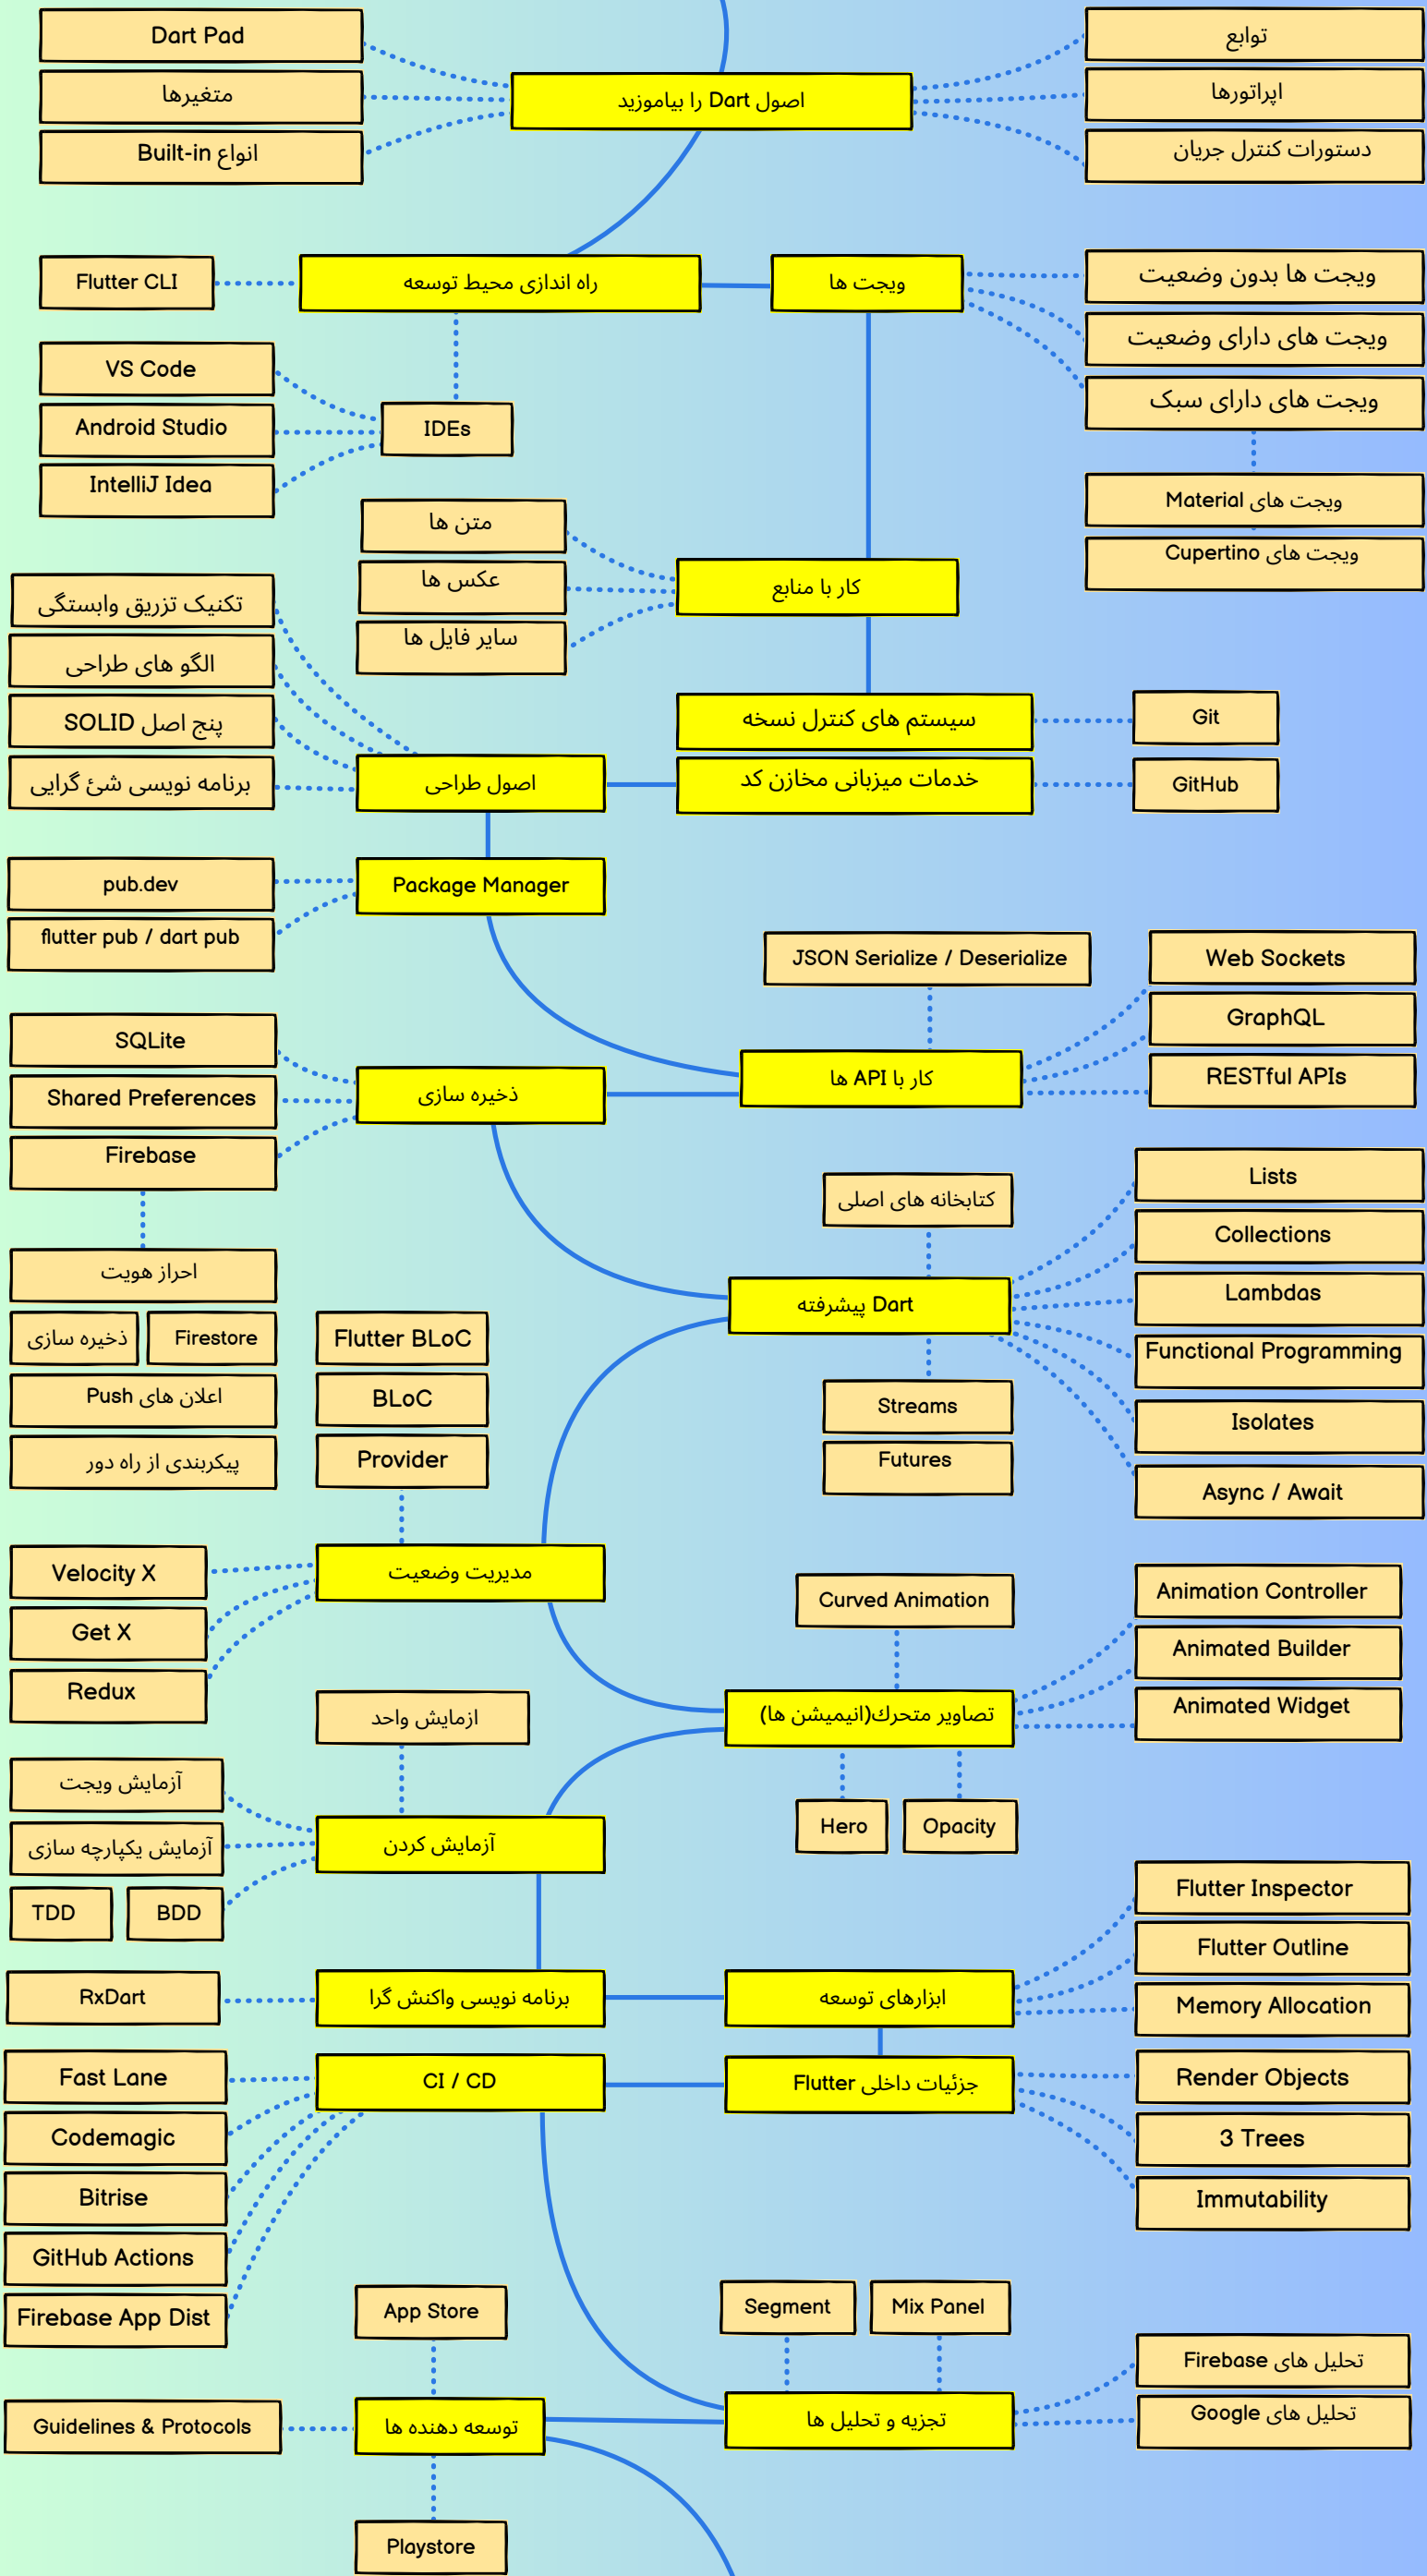 اصول Dart را بیاموزید
Dart Pad
متغیرها
انواع Built-in
توابع
اپراتورها
دستورات کنترل جریان
راه اندازی محیط توسعه
Flutter CLI
IDEs
VS Code
Android Studio
IntelliJ Idea
ویجت ها
ویجت ها بدون وضعیت
ویجت های دارای وضعیت
ویجت های دارای سبک
ویجت های Material
ویجت های Cupertino
کار با منابع
متن ها
عکس ها
سایر فایل ها
سیستم های کنترل نسخه
Git
خدمات میزبانی مخازن کد
GitHub
اصول طراحی
تکنیک تزریق وابستگی
الگو های طراحی
پنج اصل SOLID
برنامه نویسی شئ گرایی
Package Manager
pub.dev
flutter pub / dart pub
کار با API ها
JSON Serialize / Deserialize
Web Sockets
GraphQL
RESTful APIs
ذخیره سازی
SQLite
Shared Preferences
Firebase
احراز هویت
ذخیره سازی
Firestore
اعلان های Push
پیکربندی از راه دور
Dart پیشرفته
کتابخانه های اصلی
Lists
Collections
Lambdas
Functional Programming
Isolates
Async / Await
Streams
Futures
مدیریت وضعیت
Flutter BLoC
BLoC
Provider
Velocity X
Get X
Redux
تصاویر متحرك(انیمیشن ها)
Curved Animation
Animation Controller
Animated Builder
Animated Widget
Hero
Opacity
آزمایش کردن
ازمایش واحد
آزمایش ویجت
آزمایش یکپارچه سازی
TDD
BDD
برنامه نویسی واکنش گرا
RxDart
ابزارهای توسعه
Flutter Inspector
Flutter Outline
Memory Allocation
جزئیات داخلی Flutter
Render Objects
3 Trees
Immutability
CI / CD
Fast Lane
Codemagic
Bitrise
GitHub Actions
Firebase App Dist
تجزیه و تحلیل ها
Segment
Mix Panel
تحلیل های Firebase
تحلیل های Google
توسعه دهنده ها
App Store
Guidelines & Protocols
Playstore